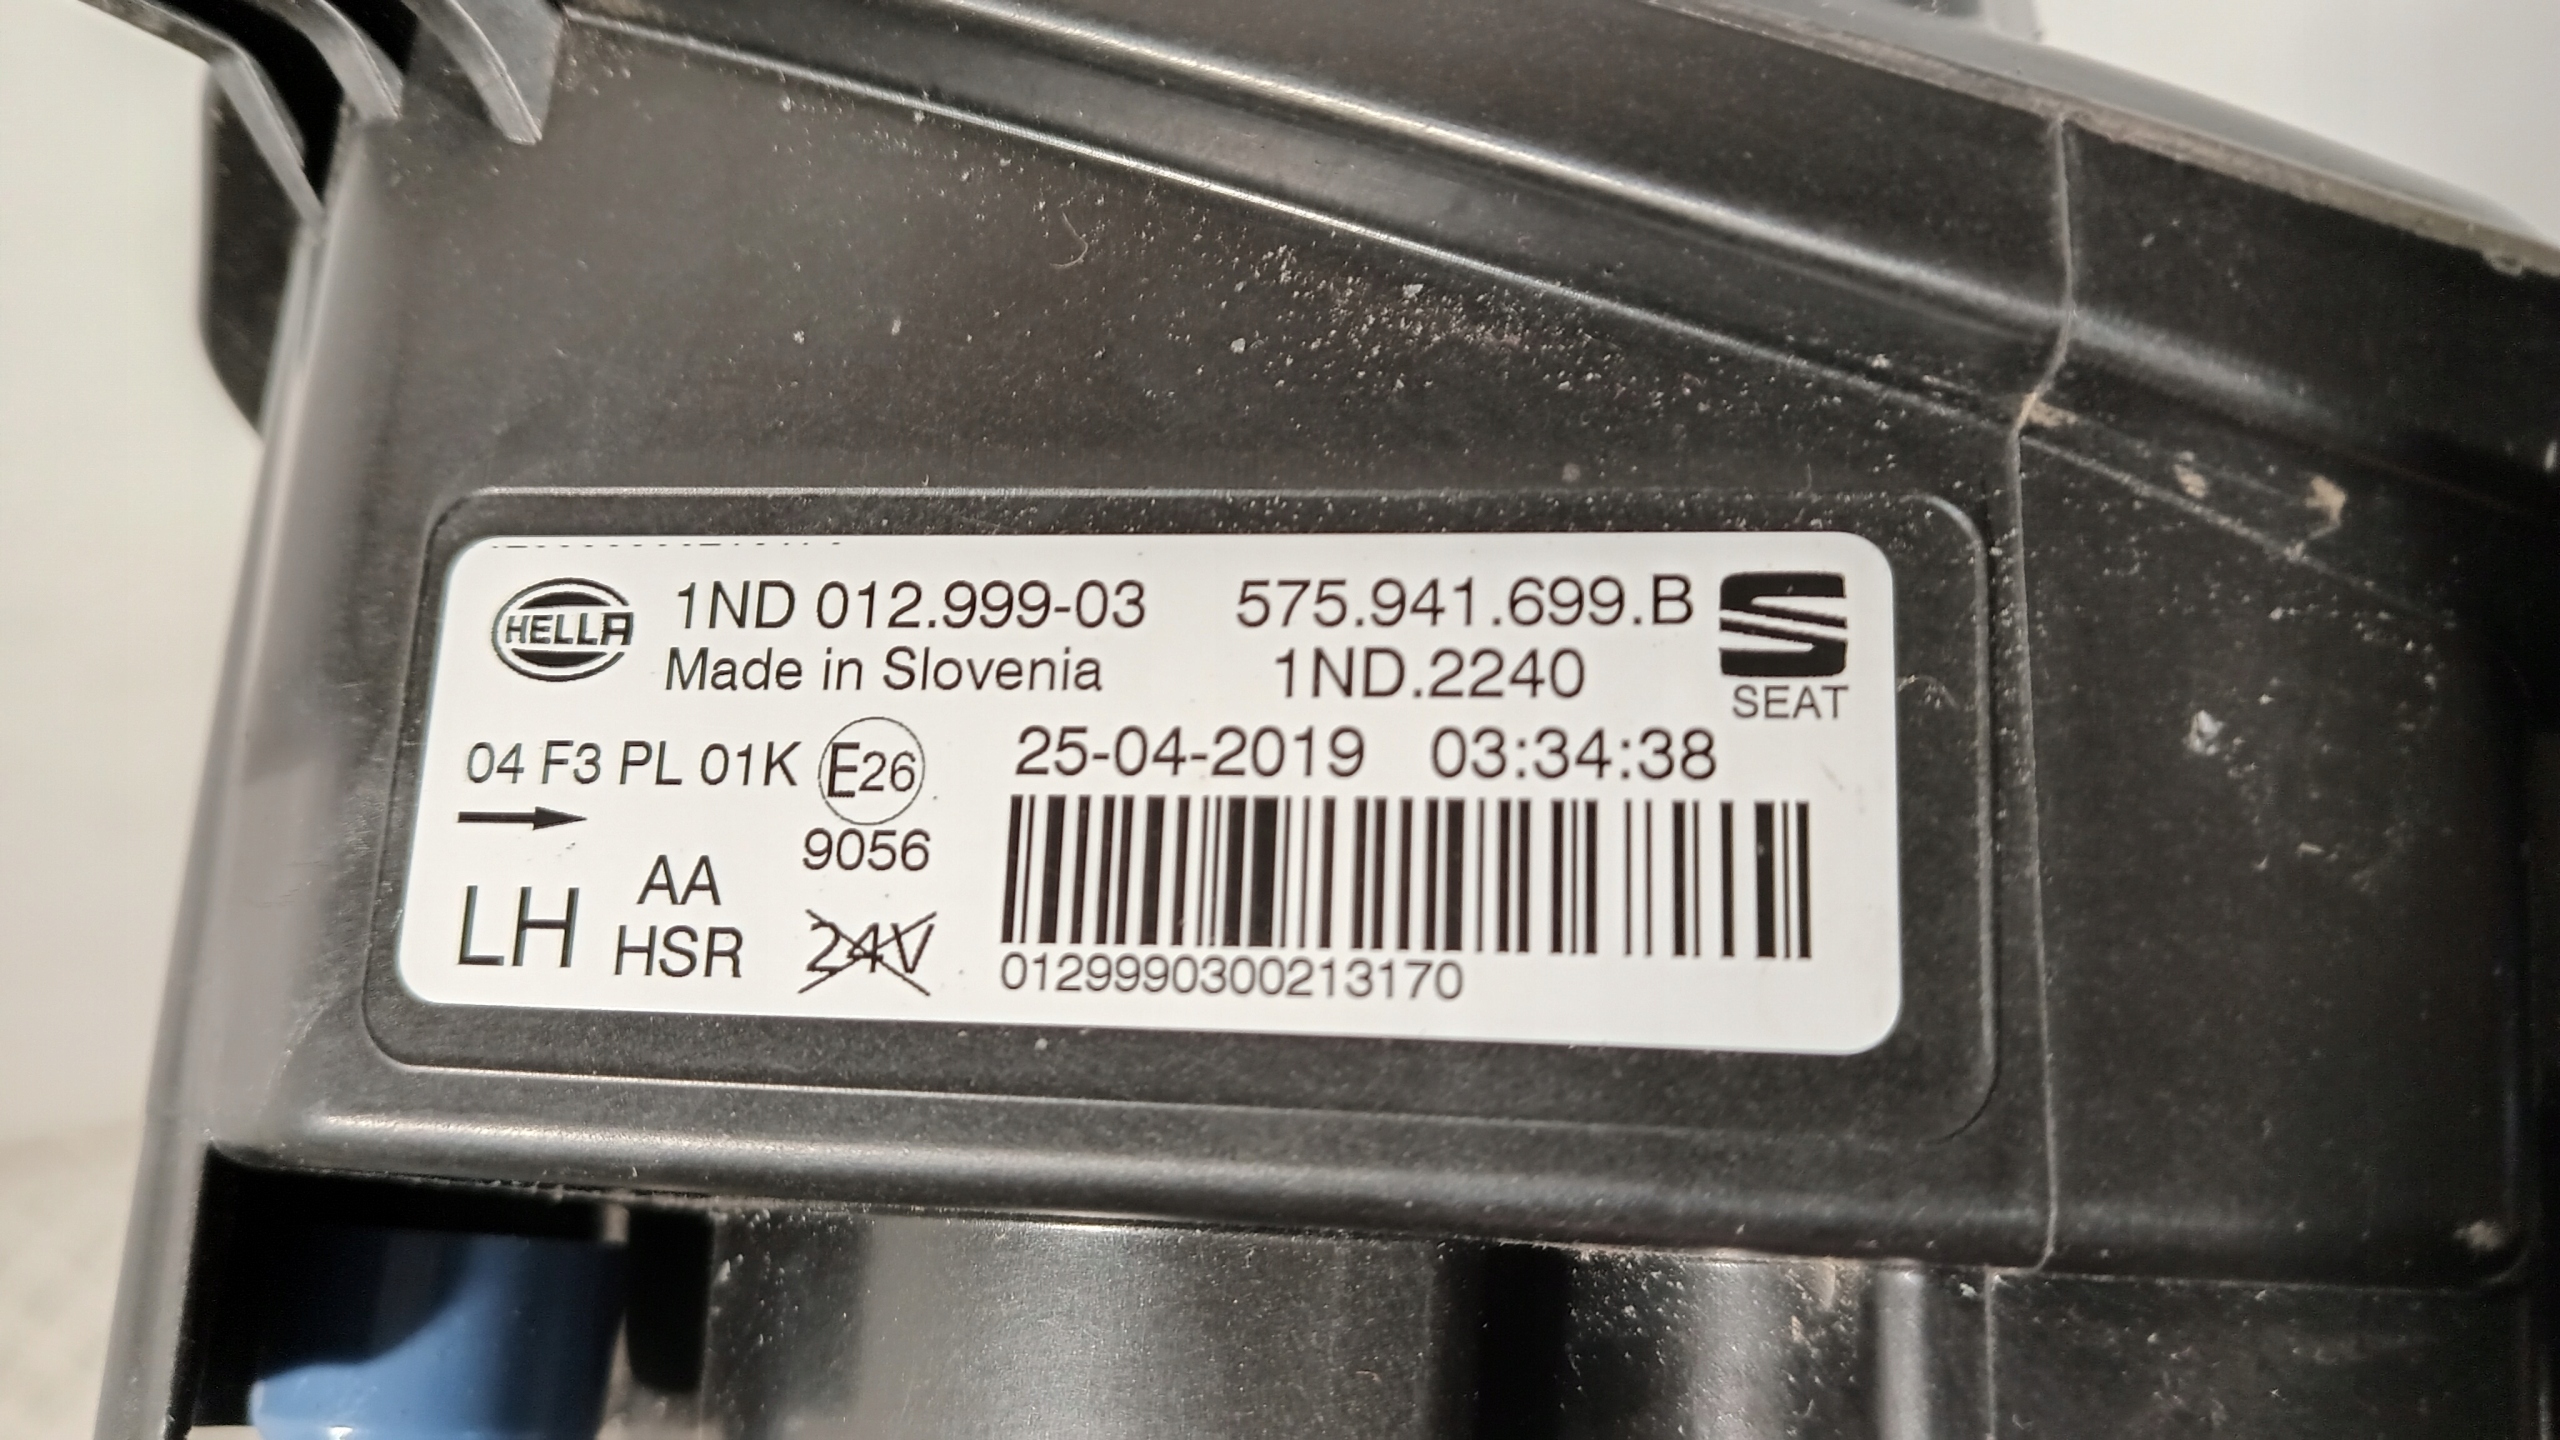 HELLA
1ND 012.999-03 575.941.699.B
Made in Slovenia 1ND.2240
SEAT
04 F3 PL 01K E26 25-04-2019 03:34:38
9056
LH AA
HSR 24V
0129990300213170